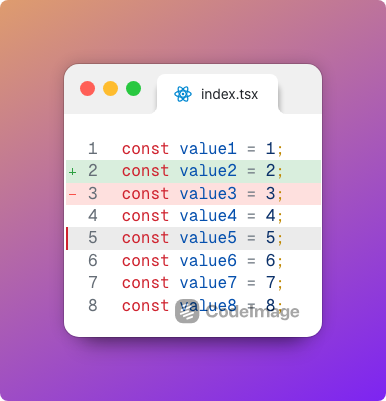 index.tsx
1 const value1 = 1;
+ 2 const value2 = 2;
- 3 const value3 = 3;
4 const value4 = 4;
5 const value5 = 5;
6 const value6 = 6;
7 const value7 = 7;
8 const value8 = 8;
CodeImage